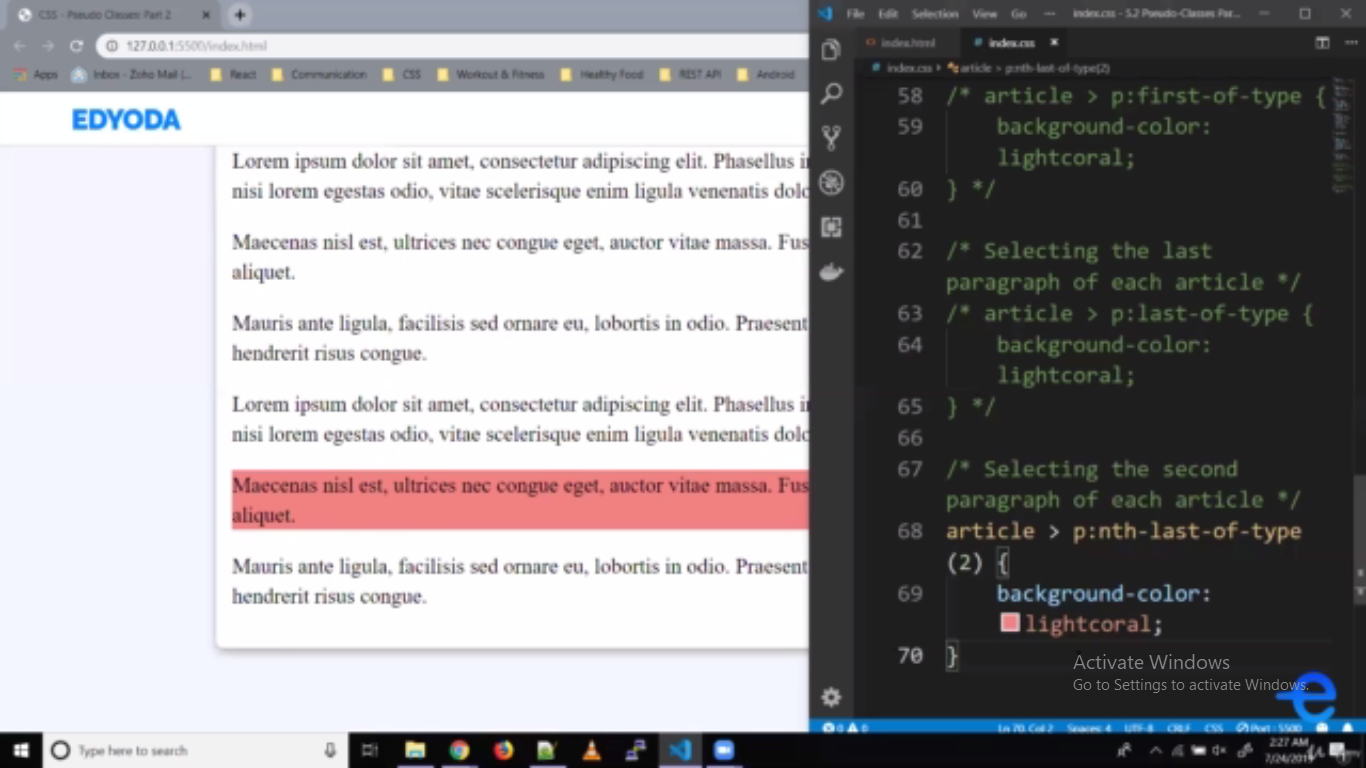 CSS - Pseudo Classes: Part 2
127.0.0.1:5500/index.html
Apps
Inbox - Zoho Mail (...
React
Communication
CSS
Workout & Fitness
Healthy Food
REST API
Android
EDYODA
Lorem ipsum dolor sit amet, consectetur adipiscing elit. Phasellus i
nisi lorem egestas odio, vitae scelerisque enim ligula venenatis dolo
Maecenas nisl est, ultrices nec congue eget, auctor vitae massa. Fus
aliquet.
Mauris ante ligula, facilisis sed ornare eu, lobortis in odio. Praesent
hendrerit risus congue.
Lorem ipsum dolor sit amet, consectetur adipiscing elit. Phasellus i
nisi lorem egestas odio, vitae scelerisque enim ligula venenatis dolo
Maecenas nisl est, ultrices nec congue eget, auctor vitae massa. Fus
aliquet.
Mauris ante ligula, facilisis sed ornare eu, lobortis in odio. Praesent
hendrerit risus congue.
File Edit Selection View Go ... index.css - 5.2 Pseudo-Classes Par...
index.html index.css
index.css > article > p:nth-last-of-type(2)
58 /* article > p:first-of-type {
59 background-color:
lightcoral;
60 } */
61
62 /* Selecting the last
paragraph of each article */
63 /* article > p:last-of-type {
64 background-color:
lightcoral;
65 } */
66
67 /* Selecting the second
paragraph of each article */
68 article > p:nth-last-of-type
(2) {
69 background-color:
lightcoral;
70 }
Activate Windows
Go to Settings to activate Windows.
0 0 Ln 70, Col 2 Spaces: 4 UTF-8 CRLF CSS Port : 5500
Type here to search
2:27 AM